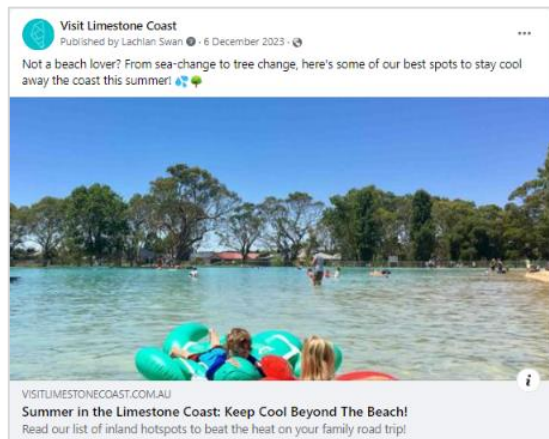 Visit Limestone Coast
Published by Lachlan Swan · 6 December 2023 ·
Not a beach lover? From sea-change to tree change, here's some of our best spots to stay cool
away the coast this summer! 💦🌳
VISITLIMESTONECOAST.COM.AU
Summer in the Limestone Coast: Keep Cool Beyond The Beach!
Read our list of inland hotspots to beat the heat on your family road trip!